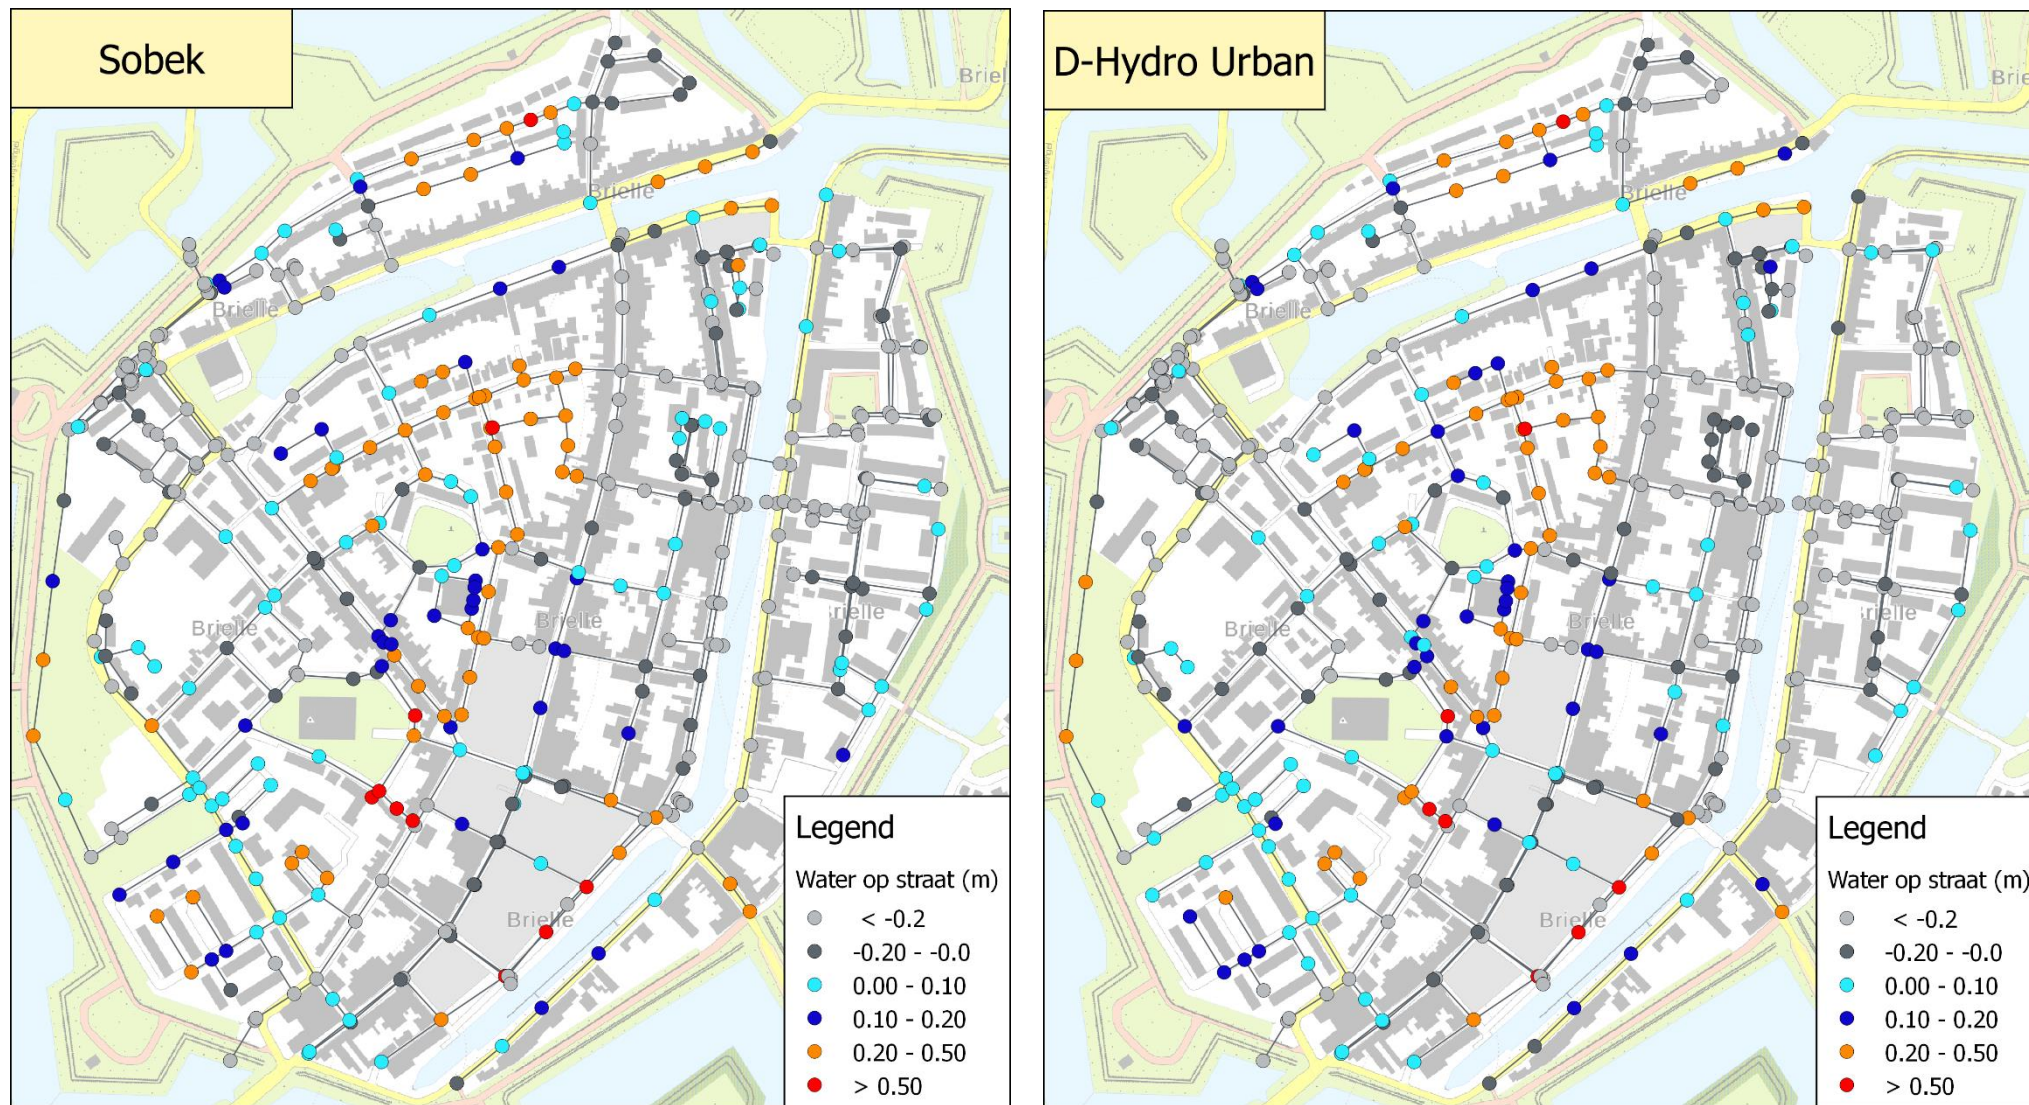 Sobek
Briel
Brielle
Brielle
Brielle
Brielle
Brielle
Brielle
Legend
Water op straat (m)
< -0.2
-0.20 - -0.0
0.00 - 0.10
0.10 - 0.20
0.20 - 0.50
> 0.50
D-Hydro Urban
Brie
Brielle
Brielle
Brielle
Brielle
Brielle
Brielle
Legend
Water op straat (m)
< -0.2
-0.20 - -0.0
0.00 - 0.10
0.10 - 0.20
0.20 - 0.50
> 0.50